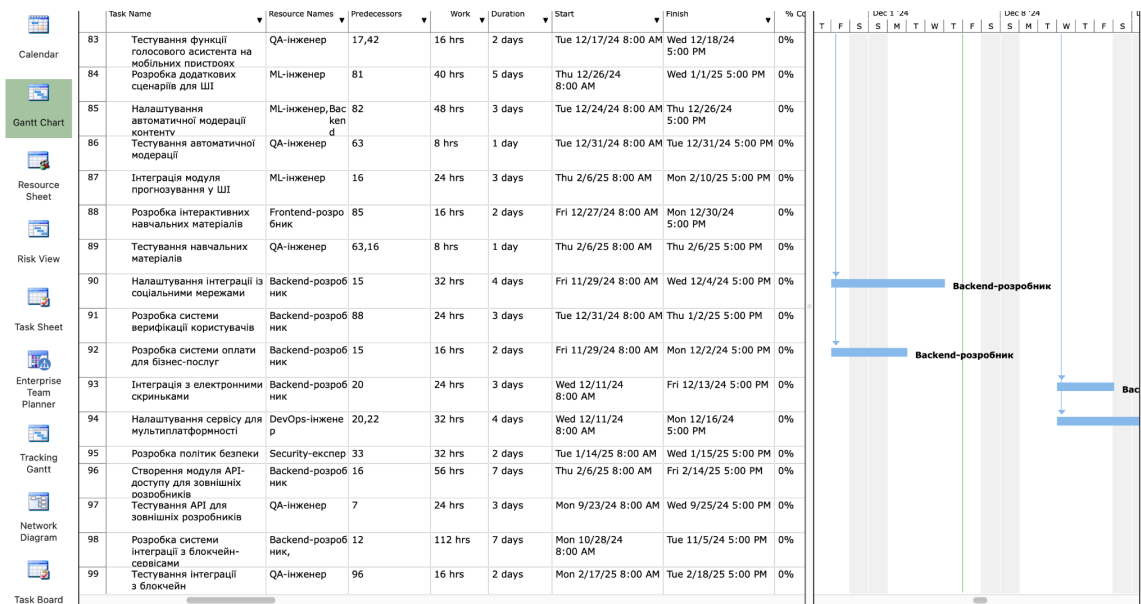 Task Name Resource Names Predecessors Work Duration Start Finish % Cc Dec 1 '24 Dec 8 '24
T F S S M T W T F S S M T W T F S
Calendar
Gantt Chart
Resource
Sheet
Risk View
Task Sheet
Enterprise
Team
Planner
Tracking
Gantt
Network
Diagram
Task Board
83 Тестування функції QA-інженер 17,42 16 hrs 2 days Tue 12/17/24 8:00 AM Wed 12/18/24 0%
голосового асистента на 5:00 PM
мобільних пристроях
84 Розробка додаткових ML-інженер 81 40 hrs 5 days Thu 12/26/24 Wed 1/1/25 5:00 PM 0%
сценаріїв для ШІ 8:00 AM
85 Налаштування ML-інженер,Bac 82 48 hrs 3 days Tue 12/24/24 8:00 AM Thu 12/26/24 0%
автоматичної модерації ken 5:00 PM
контенту d
86 Тестування автоматичної QA-інженер 63 8 hrs 1 day Tue 12/31/24 8:00 AM Tue 12/31/24 5:00 PM 0%
модерації
87 Інтеграція модуля ML-інженер 16 24 hrs 3 days Thu 2/6/25 8:00 AM Mon 2/10/25 5:00 PM 0%
прогнозування у ШІ
88 Розробка інтерактивних Frontend-розро 85 16 hrs 2 days Fri 12/27/24 8:00 AM Mon 12/30/24 0%
навчальних матеріалів бник 5:00 PM
89 Тестування навчальних QA-інженер 63,16 8 hrs 1 day Thu 2/6/25 8:00 AM Thu 2/6/25 5:00 PM 0%
матеріалів
90 Налаштування інтеграції із Backend-розроб 15 32 hrs 4 days Fri 11/29/24 8:00 AM Wed 12/4/24 5:00 PM 0% Backend-розробник
соціальними мережами ник
91 Розробка системи Backend-розроб 88 24 hrs 3 days Tue 12/31/24 8:00 AM Thu 1/2/25 5:00 PM 0%
верифікації користувачів ник
92 Розробка системи оплати Backend-розроб 15 16 hrs 2 days Fri 11/29/24 8:00 AM Mon 12/2/24 5:00 PM 0% Backend-розробник
для бізнес-послуг ник
93 Інтеграція з електронними Backend-розроб 20 24 hrs 3 days Wed 12/11/24 Fri 12/13/24 5:00 PM 0% Bac
скриньками ник 8:00 AM
94 Налаштування сервісу для DevOps-інжене 20,22 32 hrs 4 days Wed 12/11/24 Mon 12/16/24 0%
мультиплатформності р 8:00 AM 5:00 PM
95 Розробка політик безпеки Security-експер 33 32 hrs 2 days Tue 1/14/25 8:00 AM Wed 1/15/25 5:00 PM 0%
96 Створення модуля API- Backend-розроб 16 56 hrs 7 days Thu 2/6/25 8:00 AM Fri 2/14/25 5:00 PM 0%
доступу для зовнішніх ник
розробників
97 Тестування API для QA-інженер 7 24 hrs 3 days Mon 9/23/24 8:00 AM Wed 9/25/24 5:00 PM 0%
зовнішніх розробників
98 Розробка системи Backend-розроб 12 112 hrs 7 days Mon 10/28/24 Tue 11/5/24 5:00 PM 0%
інтеграції з блокчейн- ник, 8:00 AM
сервісами
99 Тестування інтеграції QA-інженер 96 16 hrs 2 days Mon 2/17/25 8:00 AM Tue 2/18/25 5:00 PM 0%
з блокчейн